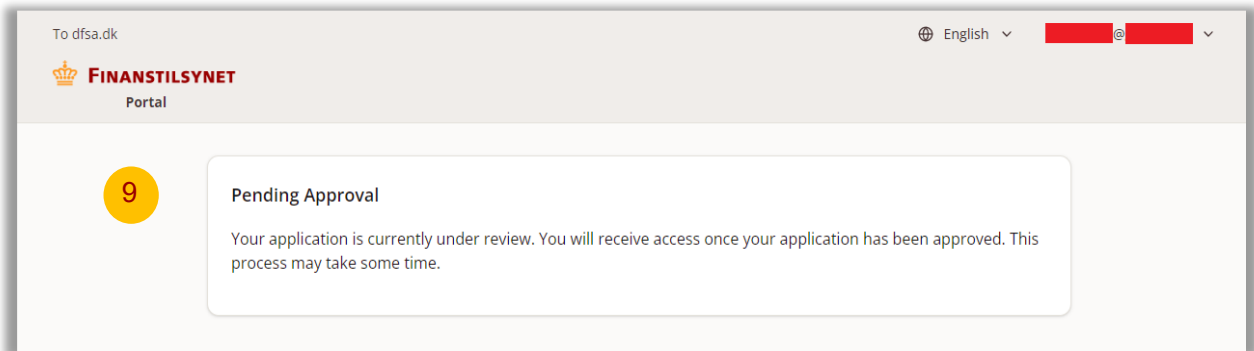 To dfsa.dk
English
@
FINANSTILSYNET
Portal
9
Pending Approval
Your application is currently under review. You will receive access once your application has been approved. This
process may take some time.